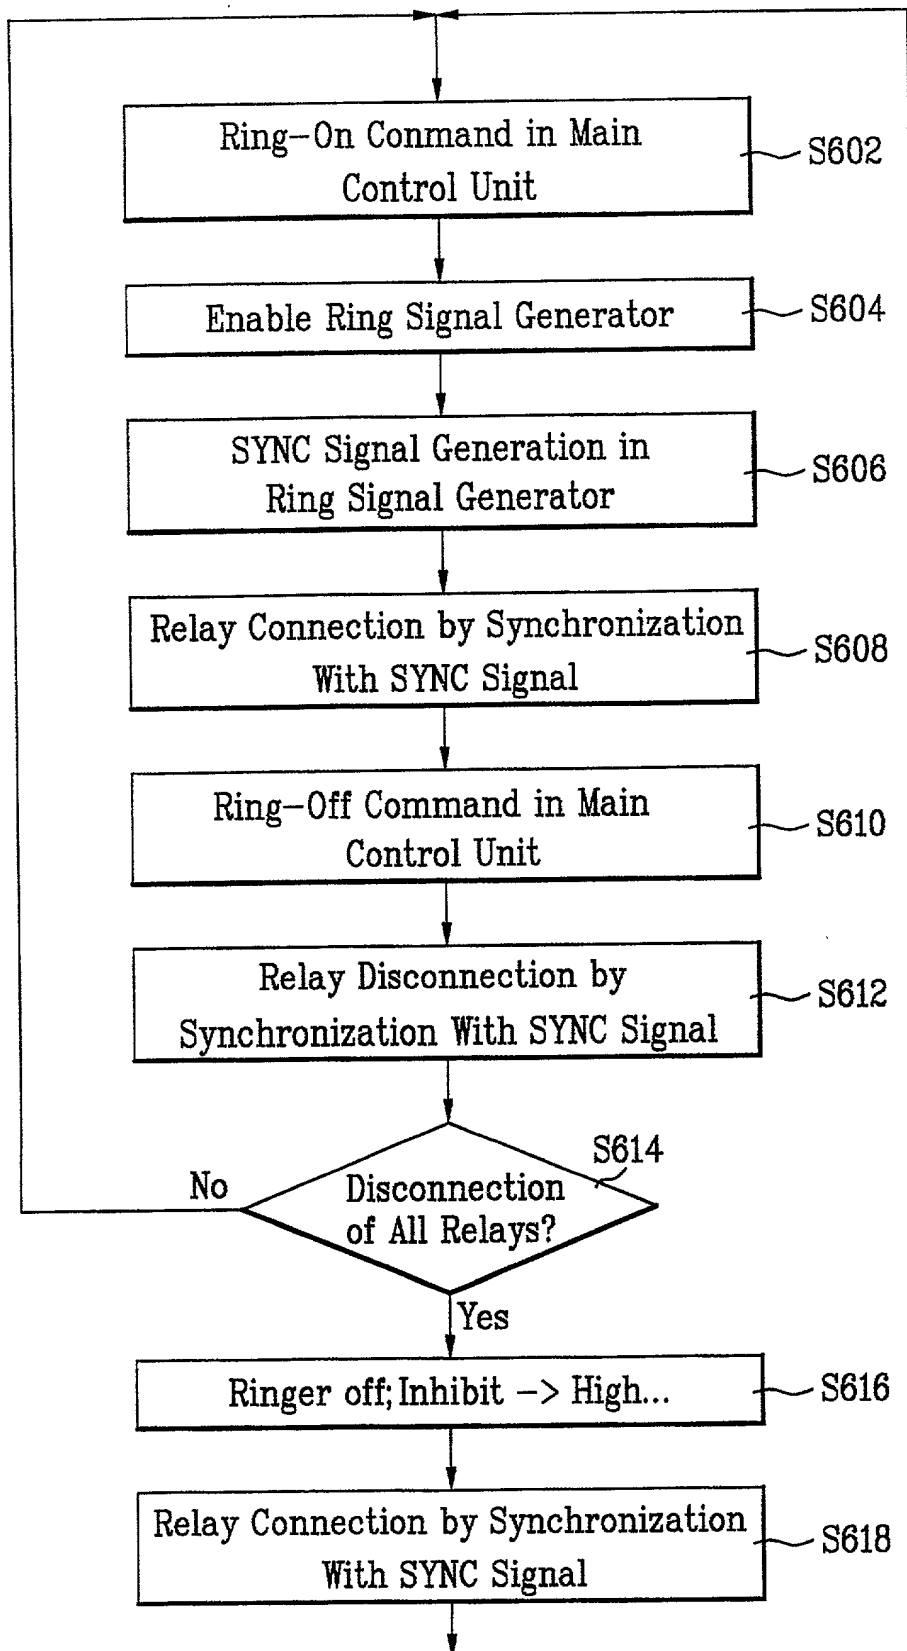 Ring-On Conmand in Main
Control Unit
S602
Enable Ring Signal Generator
S604
SYNC Signal Generation in
Ring Signal Generator
S606
Relay Connection by Synchronization
With SYNC Signal
S608
Ring-Off Command in Main
Control Unit
S610
Relay Disconnection by
Synchronization With SYNC Signal
S612
S614
No
Disconnection
of All Relays?
Yes
Ringer off; Inhibit -> High...
S616
Relay Connection by Synchronization
With SYNC Signal
S618